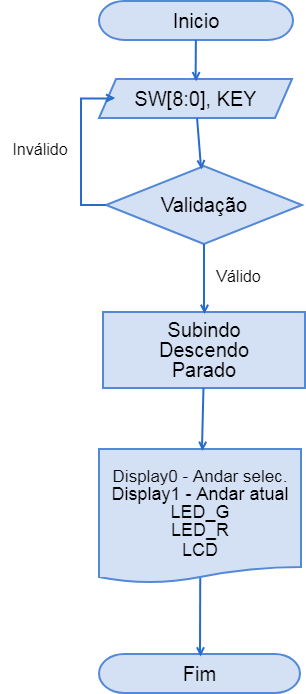 Inicio
SW[8:0], KEY
Inválido
Validação
Válido
Subindo
Descendo
Parado
Display0 - Andar selec.
Display1 - Andar atual
LED_G
LED_R
LCD
Fim